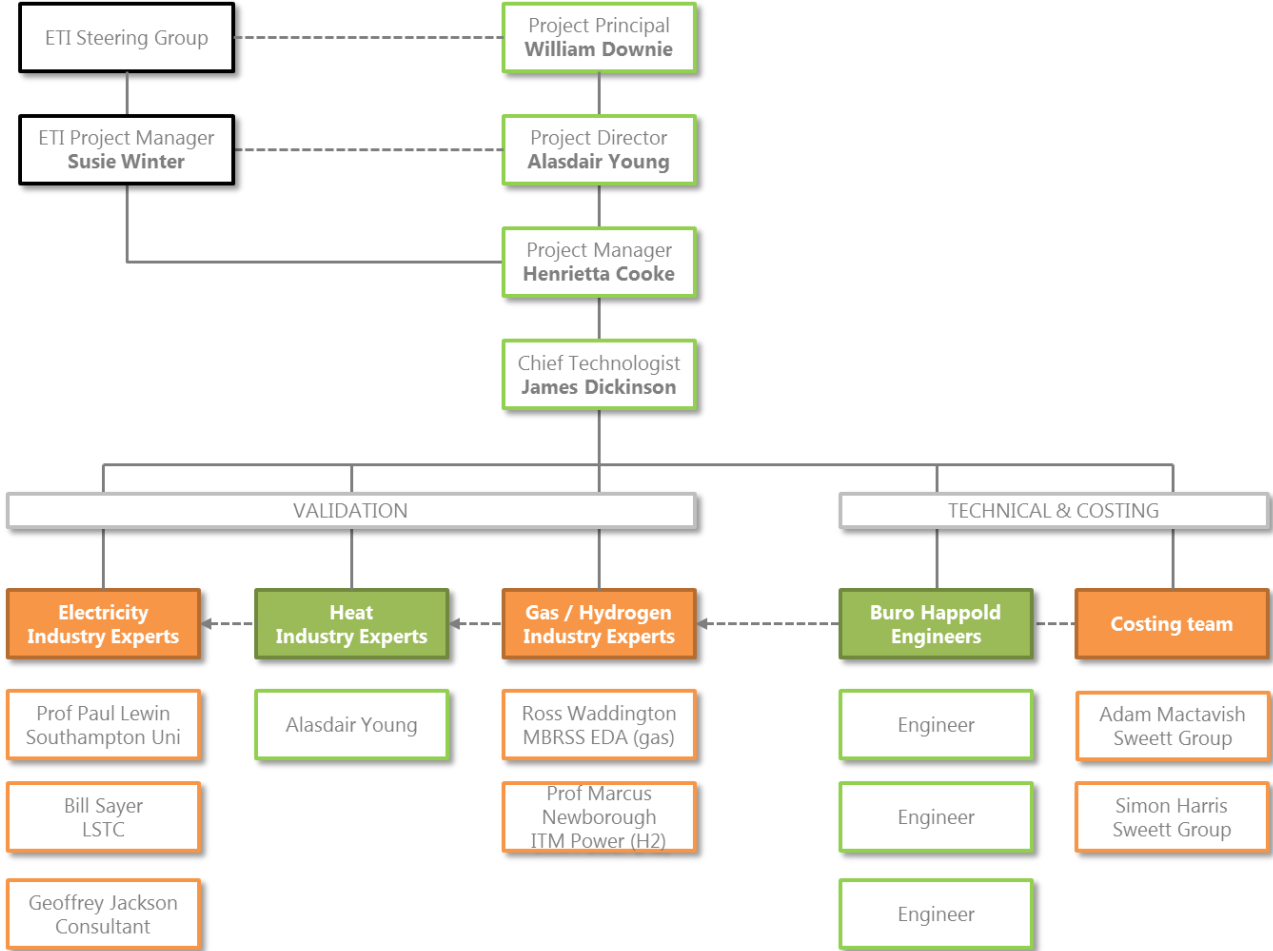 ETI Steering Group
Project Principal
William Downie
ETI Project Manager
Susie Winter
Project Director
Alasdair Young
Project Manager
Henrietta Cooke
Chief Technologist
James Dickinson
VALIDATION
TECHNICAL & COSTING
Electricity
Industry Experts
Heat
Industry Experts
Gas / Hydrogen
Industry Experts
Buro Happold
Engineers
Costing team
Prof Paul Lewin
Southampton Uni
Alasdair Young
Ross Waddington
MBRSS EDA (gas)
Engineer
Adam Mactavish
Sweett Group
Bill Sayer
LSTC
Prof Marcus
Newborough
ITM Power (H2)
Engineer
Simon Harris
Sweett Group
Geoffrey Jackson
Consultant
Engineer